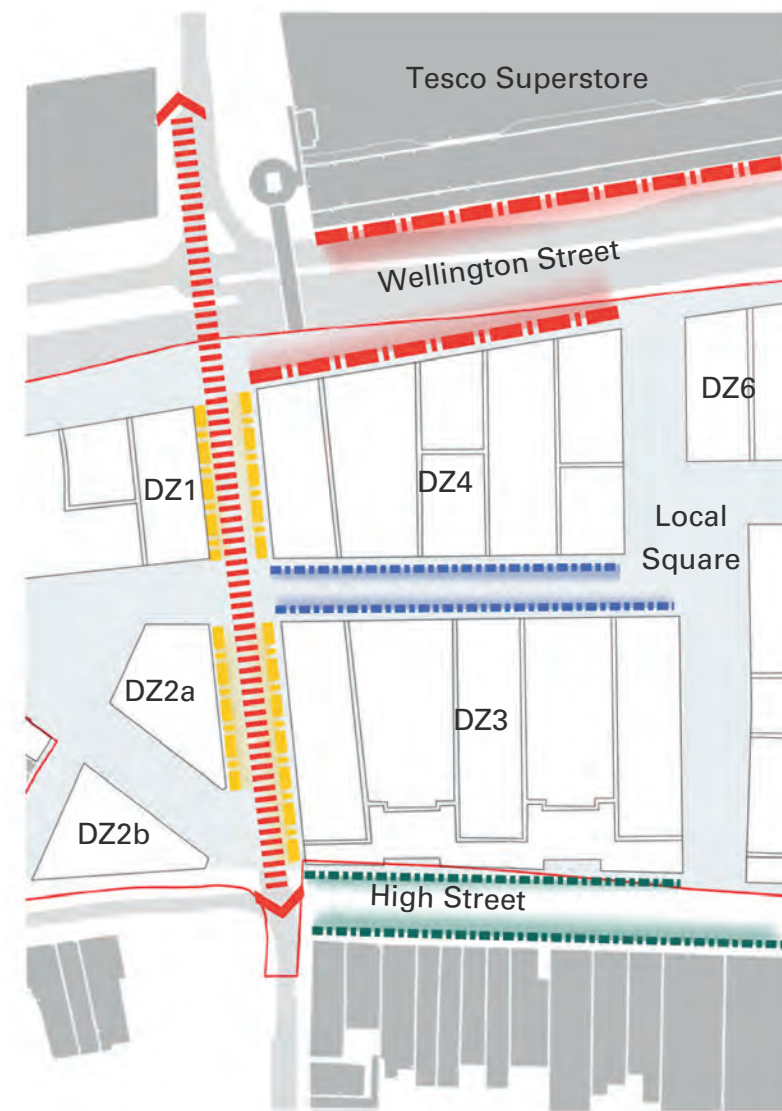 Tesco Superstore
Wellington Street
DZ6
DZ1
DZ4
Local
Square
DZ2a
DZ3
DZ2b
High Street